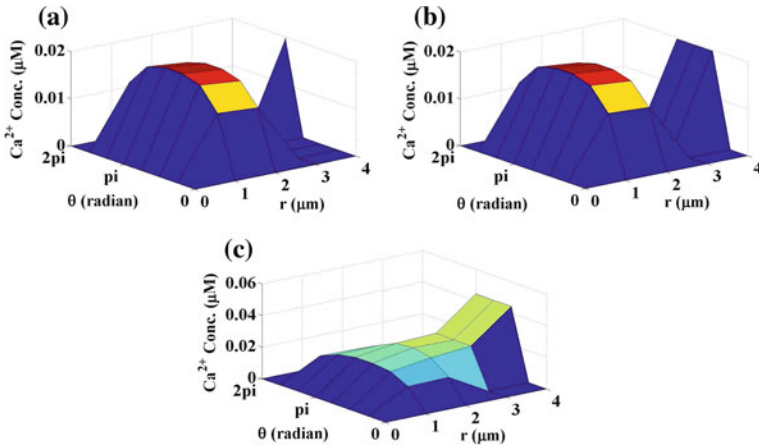 (a)
0.02
0.01
0
Ca2+ Conc. (µM)
2pi
pi
0
θ (radian)
0
1
2
3
4
r (µm)
(b)
0.02
0.01
0
Ca2+ Conc. (µM)
2pi
pi
0
θ (radian)
0
1
2
3
4
r (µm)
(c)
0.06
0.04
0.02
0
Ca2+ Conc. (µM)
2pi
pi
0
θ (radian)
0
1
2
3
4
r (µm)